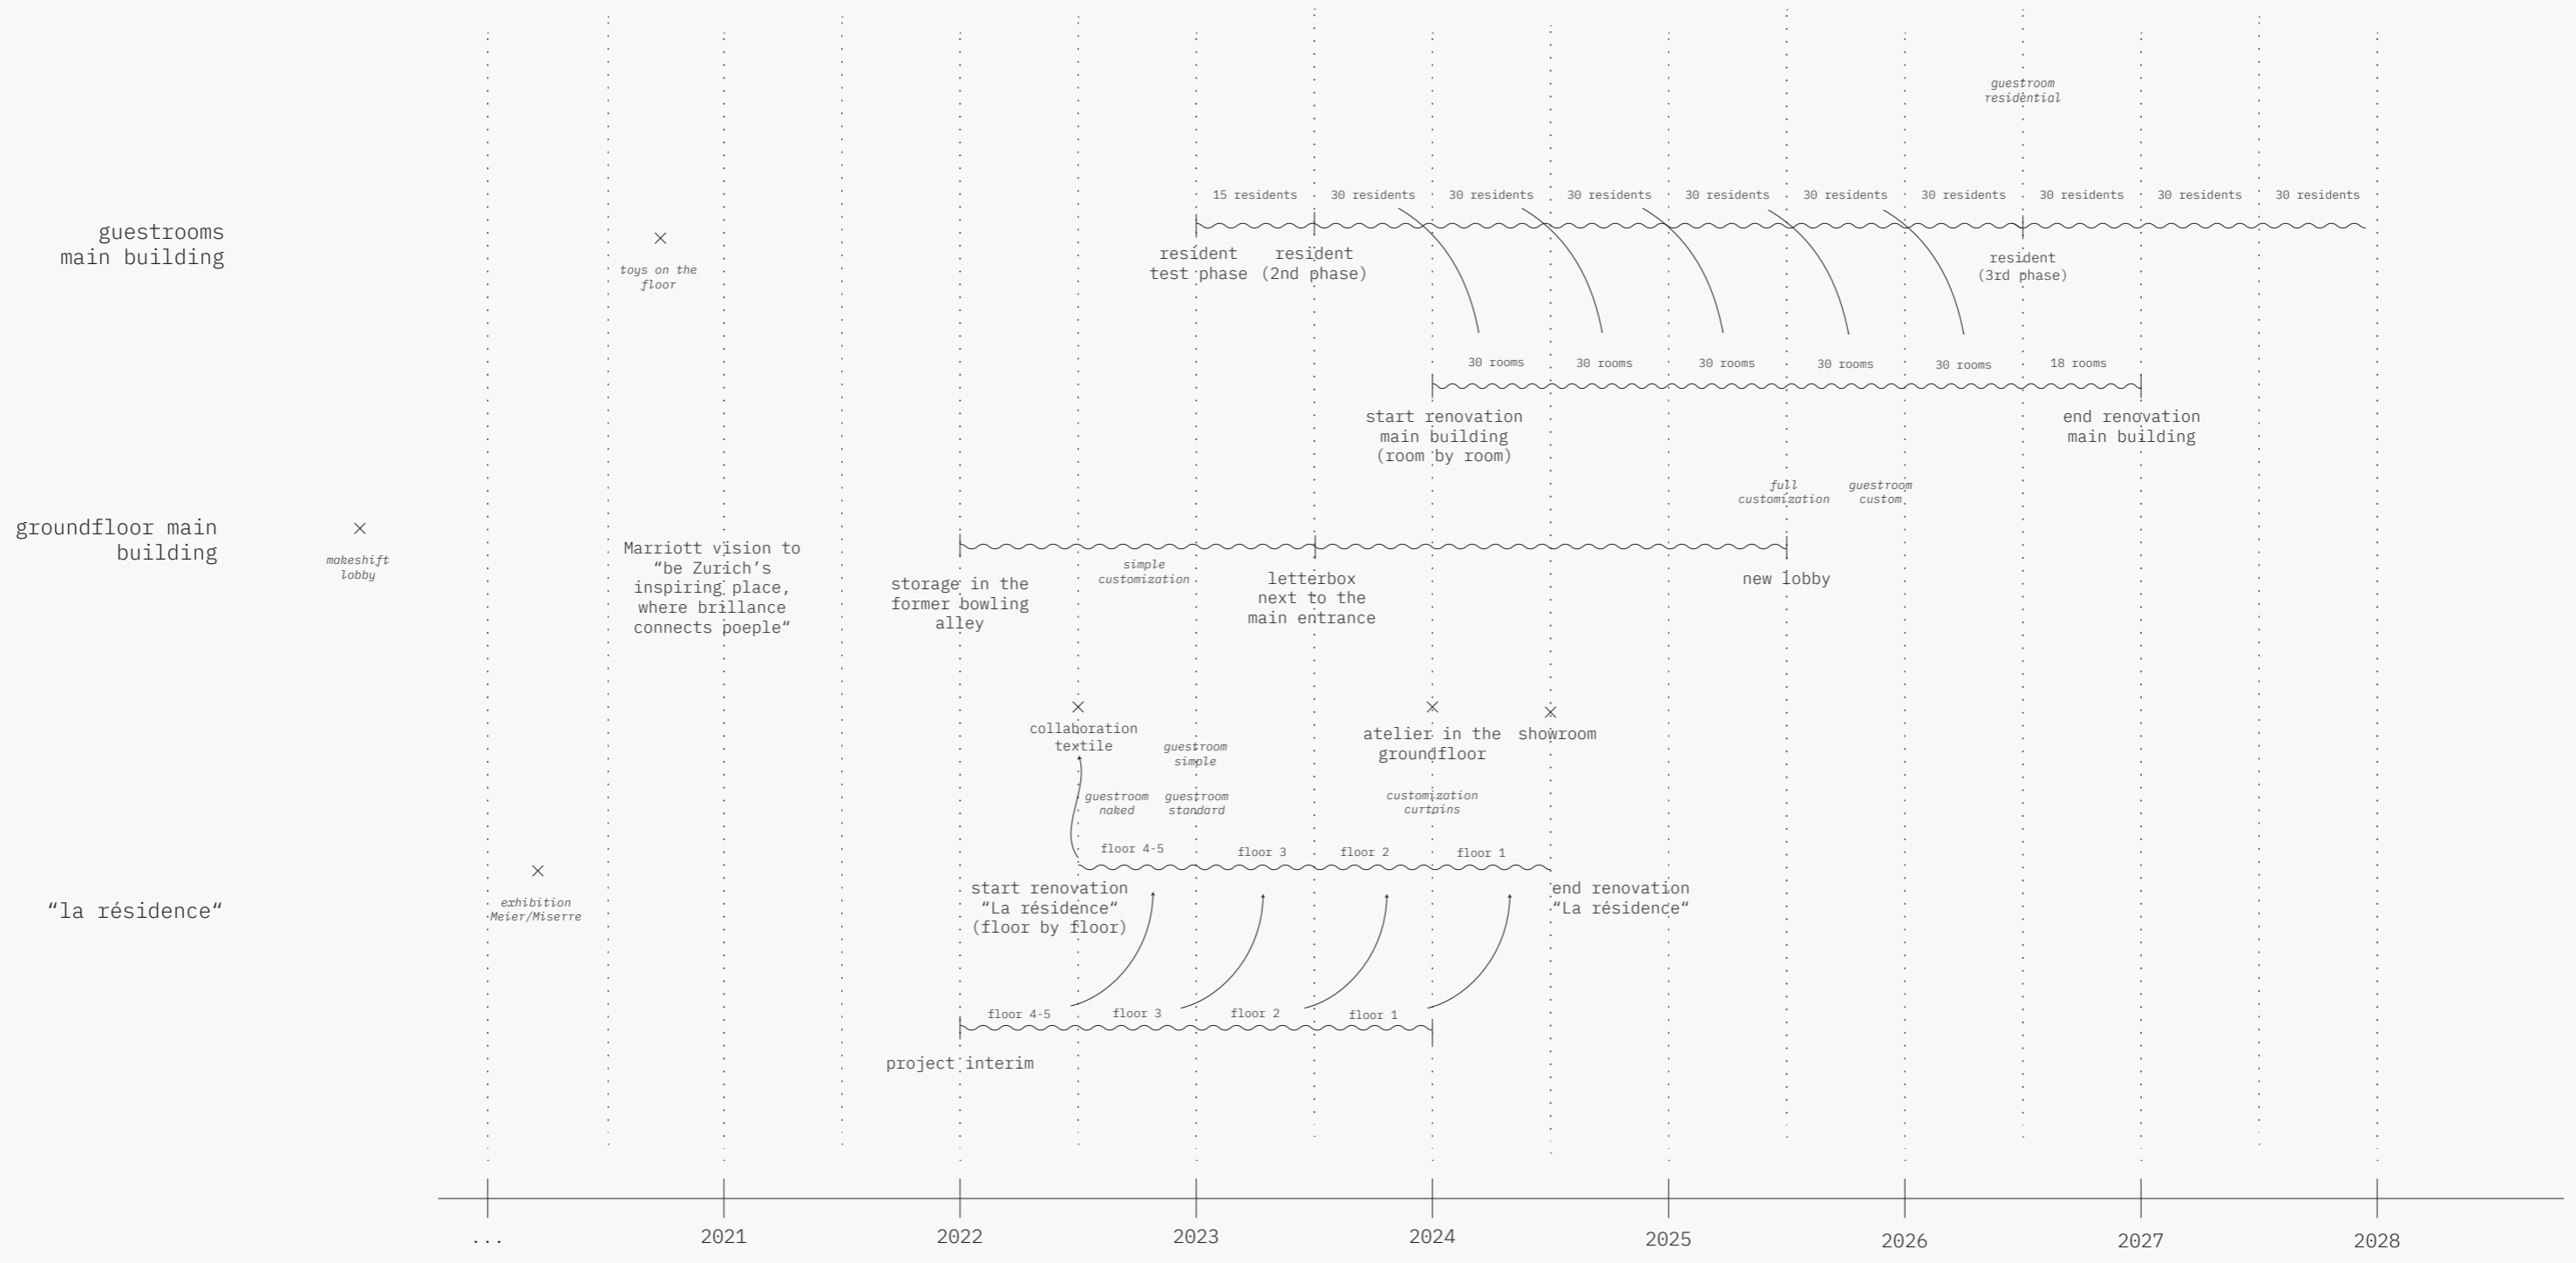 guestroom
residential
15 residents
30 residents
30 residents
30 residents
30 residents
30 residents
30 residents
30 residents
30 residents
30 residents
guestrooms
main building
toys on the
floor
resident
test phase
resident
(2nd phase)
resident
(3rd phase)
30 rooms
30 rooms
30 rooms
30 rooms
30 rooms
18 rooms
start renovation
main building
(room by room)
end renovation
main building
full
customization
guestroom
custom
groundfloor main
building
makeshift
lobby
Marriott vision to
“be Zurich’s
inspiring place,
where brillance
connects poeple“
storage in the
former bowling
alley
simple
customization
letterbox
next to the
main entrance
new lobby
collaboration
textile
guestroom
simple
atelier in the
groundfloor
showroom
guestroom
naked
guestroom
standard
customization
curtains
floor 4-5
floor 3
floor 2
floor 1
“la résidence“
exhibition
Meier/Miserre
start renovation
“La résidence“
(floor by floor)
end renovation
“La résidence“
floor 4-5
floor 3
floor 2
floor 1
project interim
...
2021
2022
2023
2024
2025
2026
2027
2028